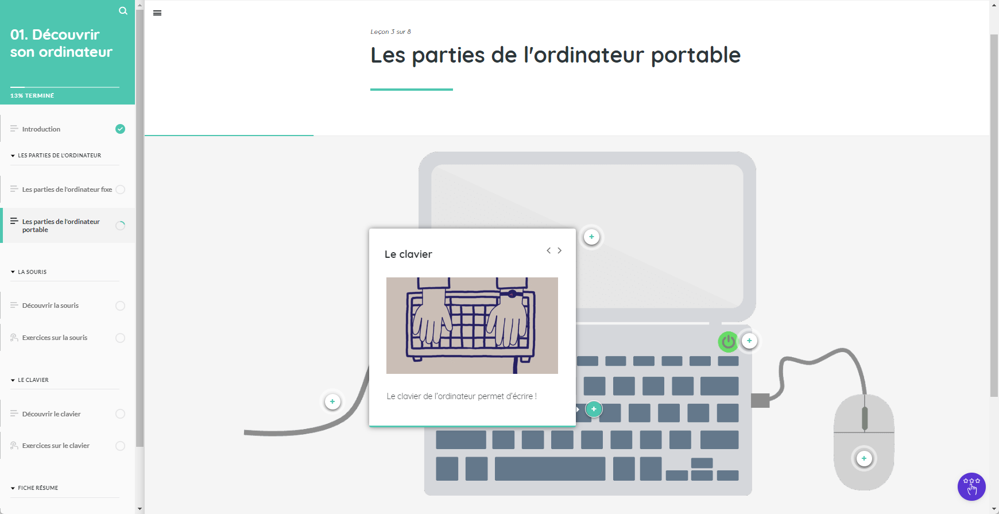 01. Découvrir
son ordinateur
13% TERMINÉ
Introduction
LES PARTIES DE L'ORDINATEUR
Les parties de l'ordinateur fixe
Les parties de l'ordinateur
portable
LA SOURIS
Découvrir la souris
Exercices sur la souris
LE CLAVIER
Découvrir le clavier
Exercices sur le clavier
FICHE RÉSUME
Leçon 3 sur 8
Les parties de l'ordinateur portable
Le clavier
Le clavier de l'ordinateur permet d'écrire !